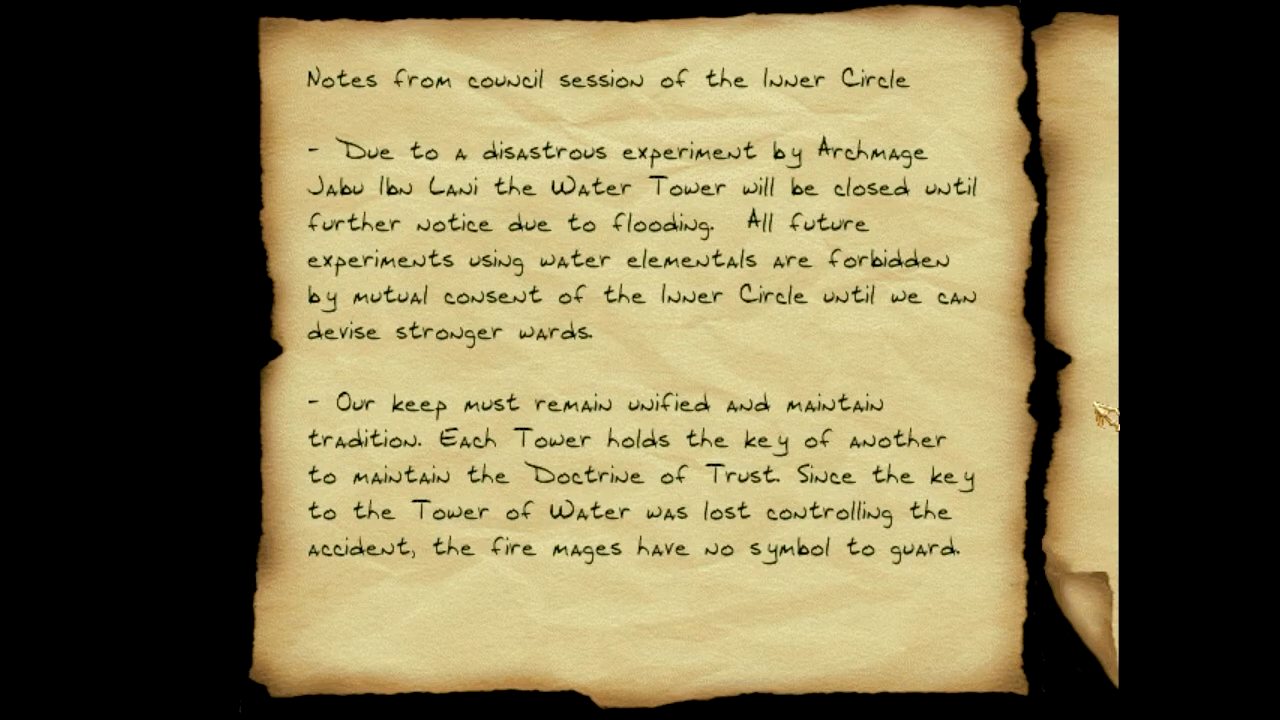 Notes from council session of the Inner Circle
- Due to a disastrous experiment by Archmage
Jabu Ibn Lani the Water Tower will be closed until
further notice due to flooding. All future
experiments using water elementals are forbidden
by mutual consent of the Inner Circle until we can
devise stronger wards.
- Our keep must remain unified and maintain
tradition. Each Tower holds the key of another
to maintain the Doctrine of Trust. Since the key
to the Tower of Water was lost controlling the
accident, the fire mages have no symbol to guard.